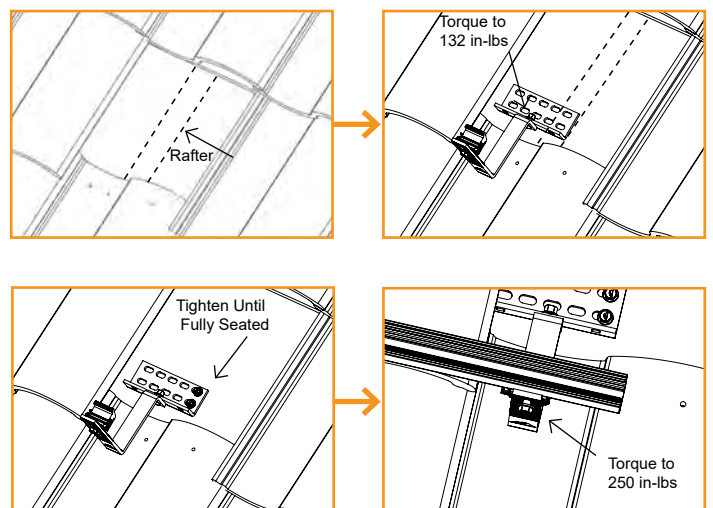 Rafter
Torque to
132 in-lbs
Tighten Until
Fully Seated
Torque to
250 in-lbs